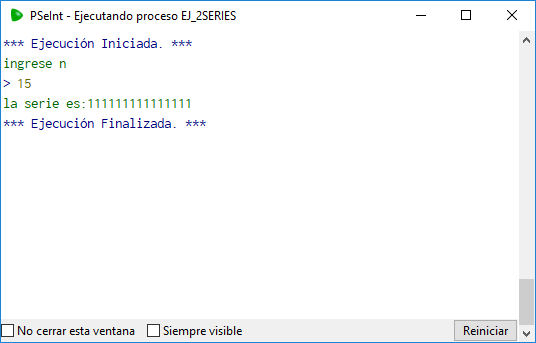 PSeInt - Ejecutando proceso EJ_2SERIES
*** Ejecución Iniciada. ***
ingrese n
> 15
la serie es:111111111111111
*** Ejecución Finalizada. ***
No cerrar esta ventana
Siempre visible
Reiniciar